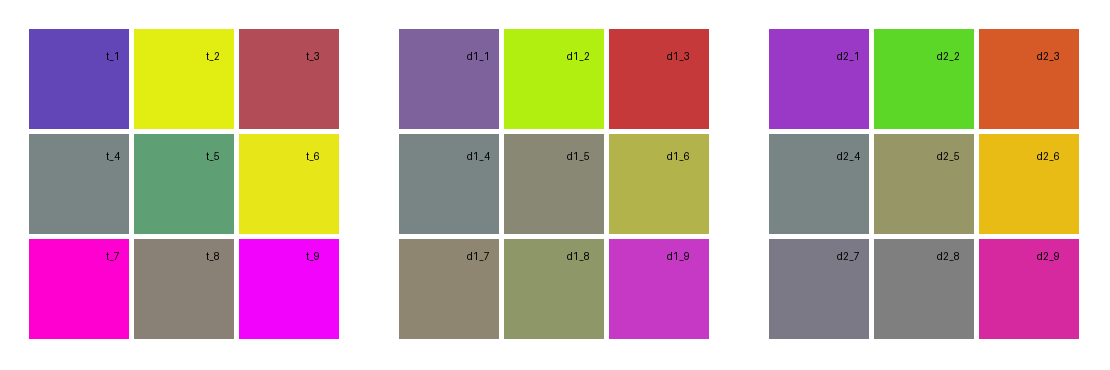 t_1 t_2 t_3 d1_1 d1_2 d1_3 d2_1 d2_2 d2_3
t_4 t_5 t_6 d1_4 d1_5 d1_6 d2_4 d2_5 d2_6
t_7 t_8 t_9 d1_7 d1_8 d1_9 d2_7 d2_8 d2_9